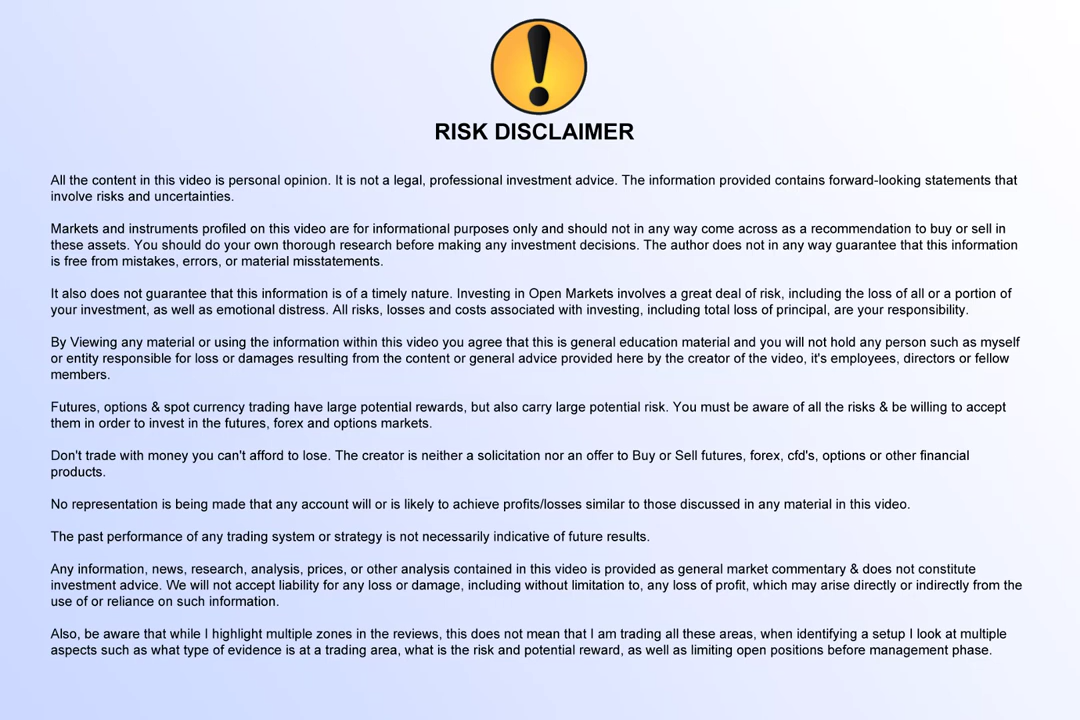 RISK DISCLAIMER
All the content in this video is personal opinion. It is not a legal, professional investment advice. The information provided contains forward-looking statements that
involve risks and uncertainties.
Markets and instruments profiled on this video are for informational purposes only and should not in any way come across as a recommendation to buy or sell in
these assets. You should do your own thorough research before making any investment decisions. The author does not in any way guarantee that this information
is free from mistakes, errors, or material misstatements.
It also does not guarantee that this information is of a timely nature. Investing in Open Markets involves a great deal of risk, including the loss of all or a portion of
your investment, as well as emotional distress. All risks, losses and costs associated with investing, including total loss of principal, are your responsibility.
By Viewing any material or using the information within this video you agree that this is general education material and you will not hold any person such as myself
or entity responsible for loss or damages resulting from the content or general advice provided here by the creator of the video, it's employees, directors or fellow
members.
Futures, options & spot currency trading have large potential rewards, but also carry large potential risk. You must be aware of all the risks & be willing to accept
them in order to invest in the futures, forex and options markets.
Don't trade with money you can't afford to lose. The creator is neither a solicitation nor an offer to Buy or Sell futures, forex, cfd's, options or other financial
products.
No representation is being made that any account will or is likely to achieve profits/losses similar to those discussed in any material in this video.
The past performance of any trading system or strategy is not necessarily indicative of future results.
Any information, news, research, analysis, prices, or other analysis contained in this video is provided as general market commentary & does not constitute
investment advice. We will not accept liability for any loss or damage, including without limitation to, any loss of profit, which may arise directly or indirectly from the
use of or reliance on such information.
Also, be aware that while I highlight multiple zones in the reviews, this does not mean that I am trading all these areas, when identifying a setup I look at multiple
aspects such as what type of evidence is at a trading area, what is the risk and potential reward, as well as limiting open positions before management phase.